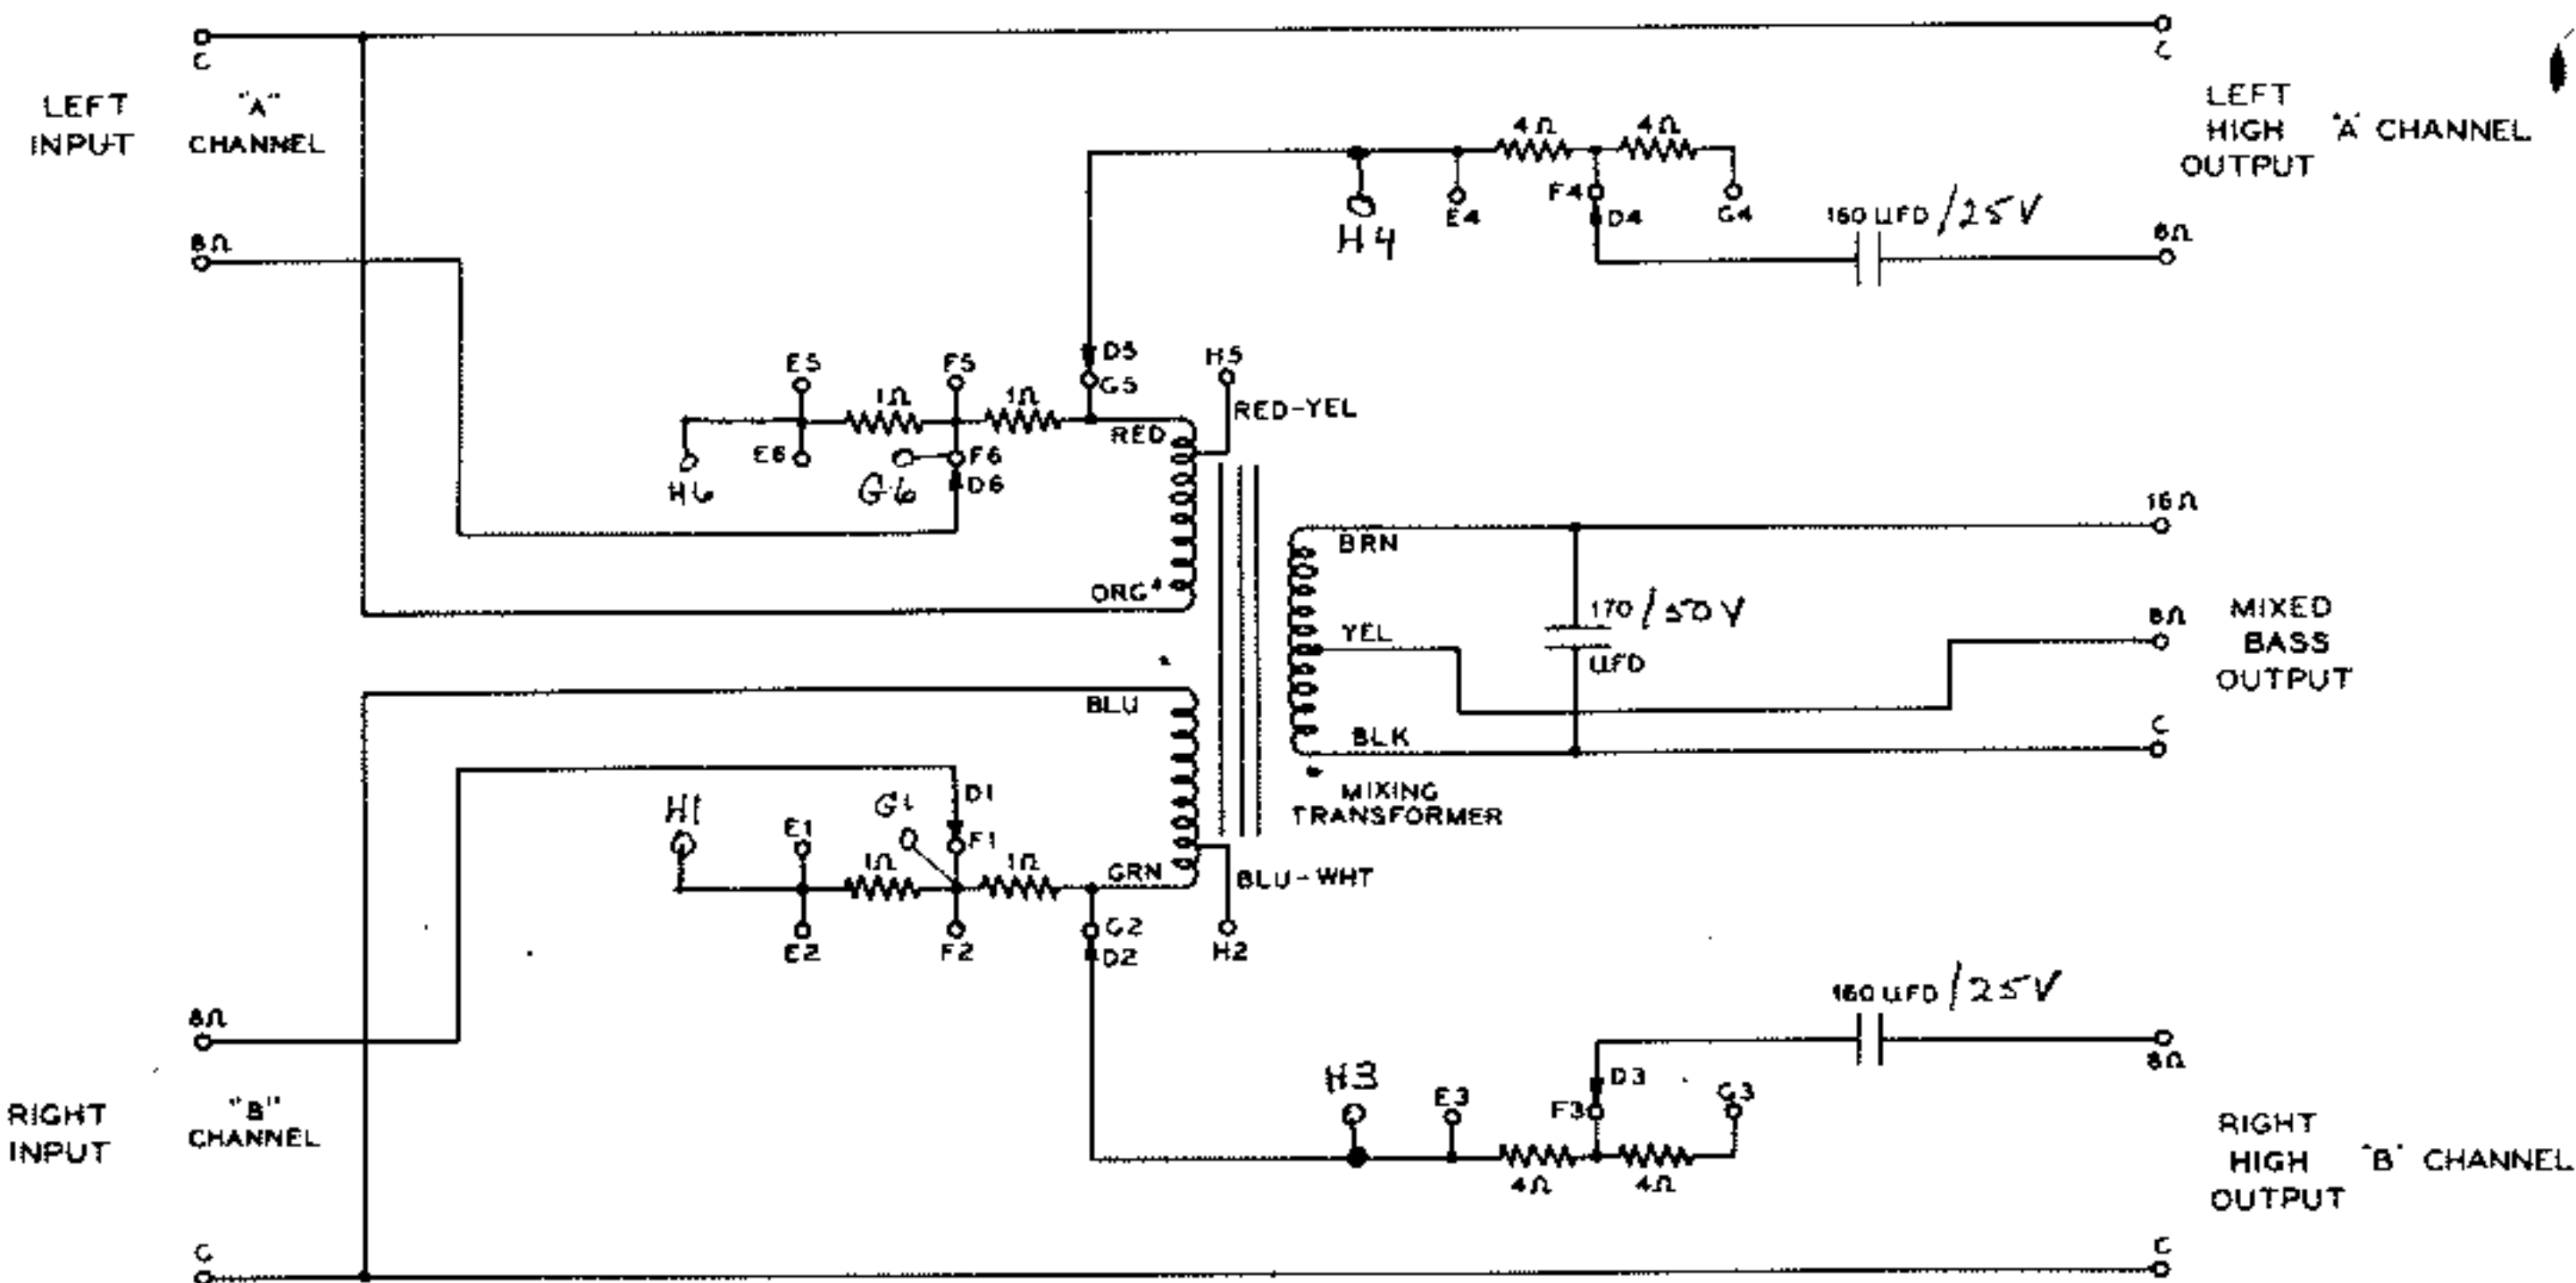 C
LEFT INPUT
"A" CHANNEL
8Ω
C
LEFT HIGH OUTPUT
"A" CHANNEL
8Ω
4Ω 4Ω
H4
E4
F4
D4
G4
160 UFD /25V
D5
G5
H5
RED-YEL
E5
F5
1Ω 1Ω
RED
E6
F6
D6
H6
G6
ORG
BRN
YEL
BLK
170 /50V
UFD
16Ω
8Ω
C
MIXED BASS OUTPUT
MIXING TRANSFORMER
BLU
H1
E1
G1
D1
F1
1Ω 1Ω
GRN
BLU-WHT
E2
F2
G2
D2
H2
8Ω
RIGHT INPUT
"B" CHANNEL
C
H3
E3
F3
D3
G3
4Ω 4Ω
160 UFD /25V
8Ω
RIGHT HIGH OUTPUT
"B" CHANNEL
C